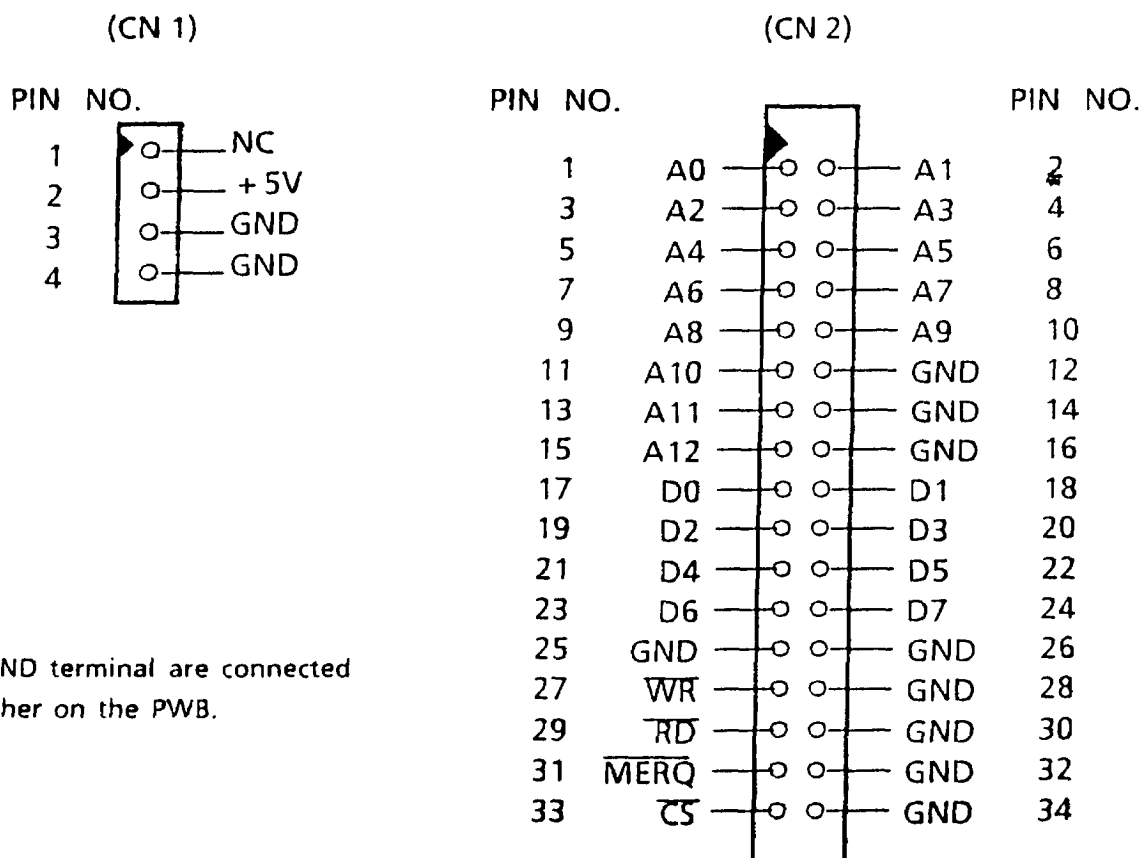 (CN 1)
PIN NO.
1 NC
2 + 5V
3 GND
4 GND
ND terminal are connected
her on the PWB.
(CN 2)
PIN NO. PIN NO.
1 A0 A1 2
3 A2 A3 4
5 A4 A5 6
7 A6 A7 8
9 A8 A9 10
11 A10 GND 12
13 A11 GND 14
15 A12 GND 16
17 D0 D1 18
19 D2 D3 20
21 D4 D5 22
23 D6 D7 24
25 GND GND 26
27 W̅R̅ GND 28
29 R̅D̅ GND 30
31 M̅E̅R̅Q̅ GND 32
33 C̅S̅ GND 34